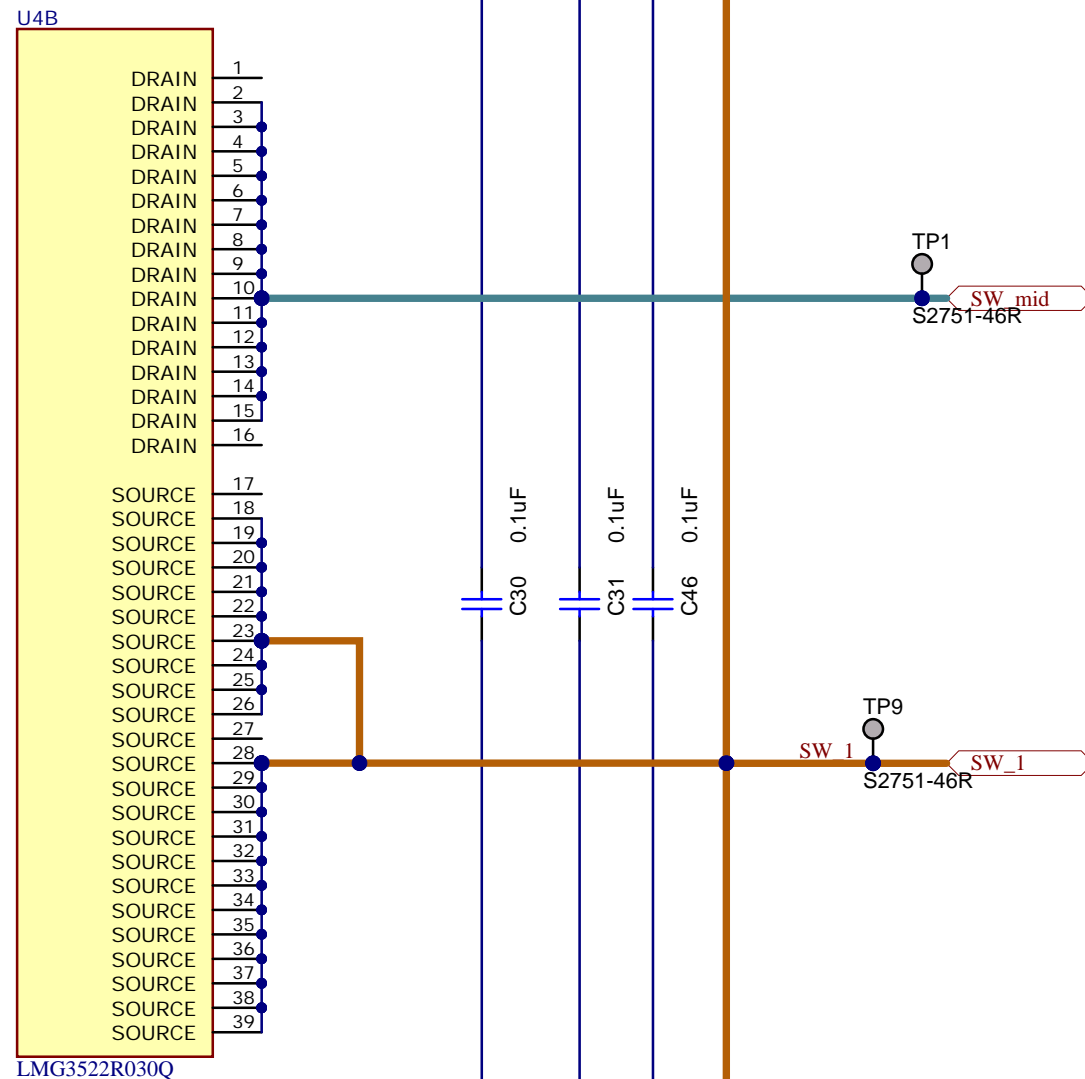 U4B
DRAIN 1
DRAIN 2
DRAIN 3
DRAIN 4
DRAIN 5
DRAIN 6
DRAIN 7
DRAIN 8
DRAIN 9
DRAIN 10
DRAIN 11
DRAIN 12
DRAIN 13
DRAIN 14
DRAIN 15
DRAIN 16
SOURCE 17
SOURCE 18
SOURCE 19
SOURCE 20
SOURCE 21
SOURCE 22
SOURCE 23
SOURCE 24
SOURCE 25
SOURCE 26
SOURCE 27
SOURCE 28
SOURCE 29
SOURCE 30
SOURCE 31
SOURCE 32
SOURCE 33
SOURCE 34
SOURCE 35
SOURCE 36
SOURCE 37
SOURCE 38
SOURCE 39
LMG3522R030Q
C30 0.1uF
C31 0.1uF
C46 0.1uF
TP1
SW_mid
S2751-46R
TP9
SW_1
SW_1
S2751-46R